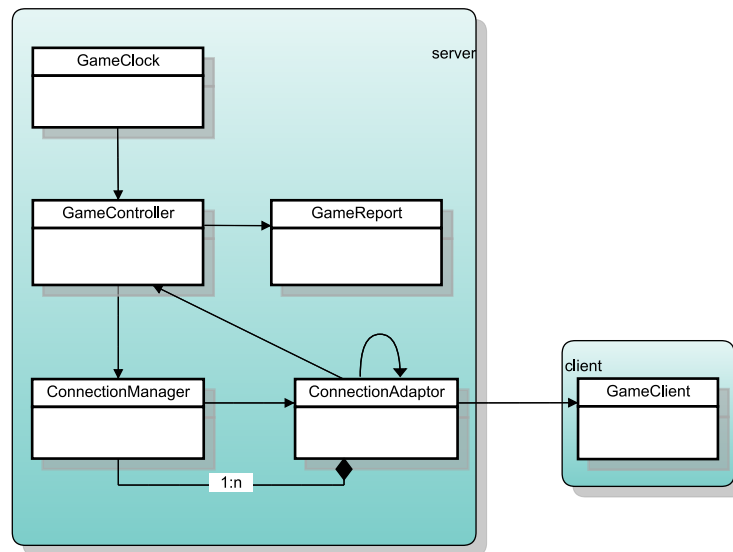 server
GameClock
GameController
GameReport
client
ConnectionManager
ConnectionAdaptor
GameClient
1:n